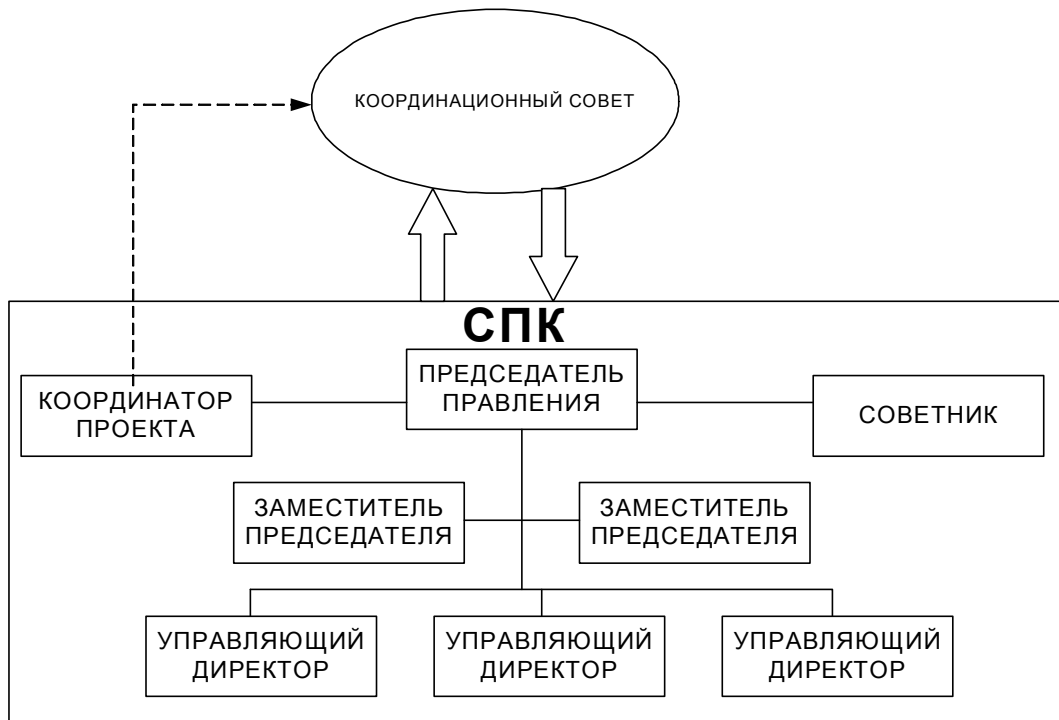 КООРДИНАЦИОННЫЙ СОВЕТ
СПК
ПРЕДСЕДАТЕЛЬ
ПРАВЛЕНИЯ
КООРДИНАТОР
ПРОЕКТА
СОВЕТНИК
ЗАМЕСТИТЕЛЬ
ПРЕДСЕДАТЕЛЯ
ЗАМЕСТИТЕЛЬ
ПРЕДСЕДАТЕЛЯ
УПРАВЛЯЮЩИЙ
ДИРЕКТОР
УПРАВЛЯЮЩИЙ
ДИРЕКТОР
УПРАВЛЯЮЩИЙ
ДИРЕКТОР